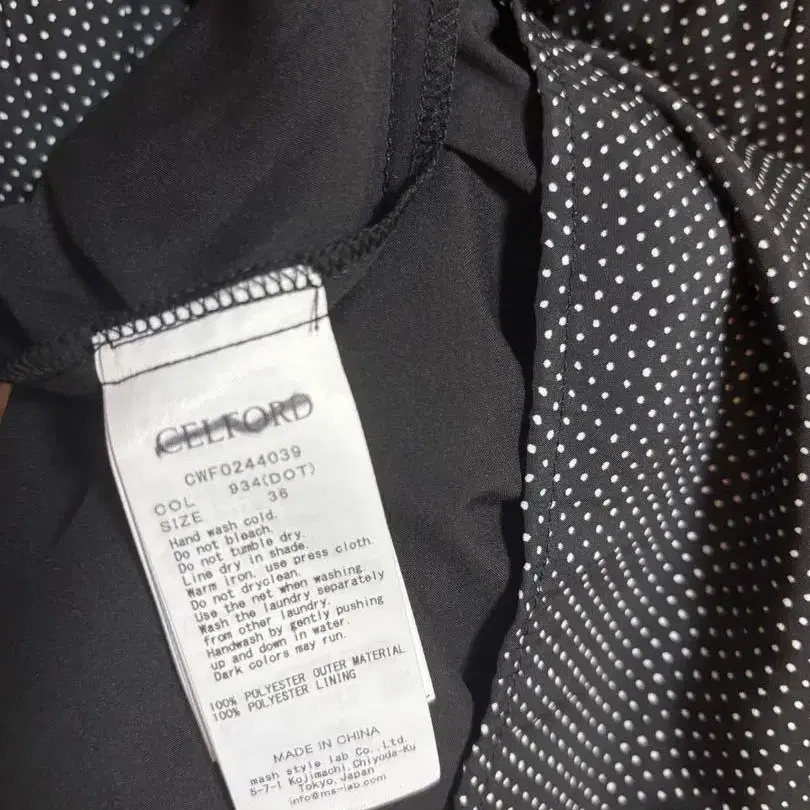 CELFORD
CWF0244039
COL 934(DOT)
SIZE 36
Hand wash cold.
Do not bleach.
Do not tumble dry.
Line dry in shade.
Warm iron. use press cloth.
Do not dryclean.
Use the net when washing.
Wash the laundry separately
from other laundry.
Handwash by gently pushing
up and down in water.
Dark colors may run.
100% POLYESTER OUTER MATERIAL
100% POLYESTER LINING
MADE IN CHINA
mash style lab Co., Ltd.
5-7-1 Kojimachi, Chiyoda-Ku
Tokyo, Japan
info@ms-lab.com